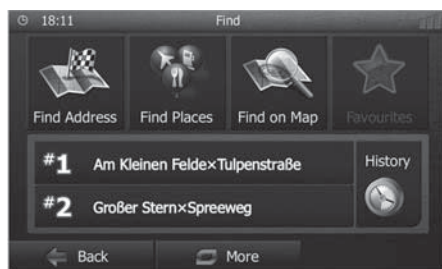 18:11 Find
Find Address Find Places Find on Map Favourites
#1 Am Kleinen Felde×Tulpenstraße History
#2 Großer Stern×Spreeweg
Back More